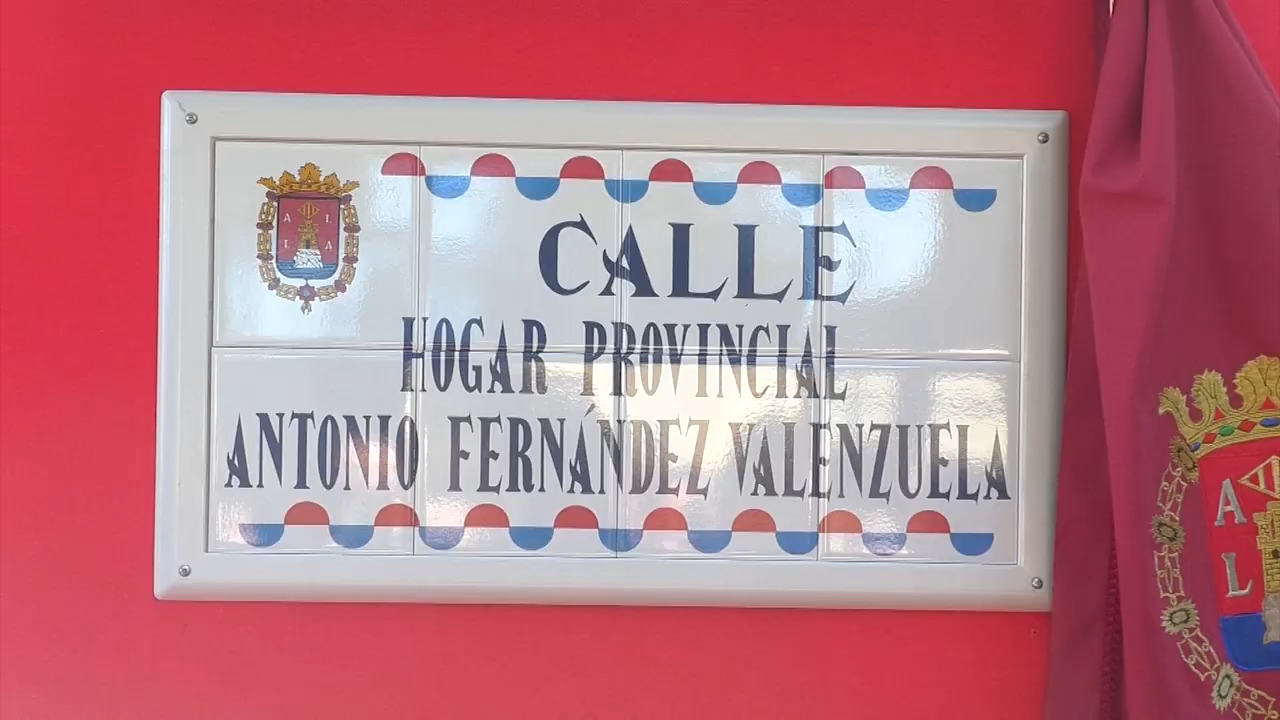 A L
L A
CALLE
HOGAR PROVINCIAL
ANTONIO FERNÁNDEZ VALENZUELA
A
L